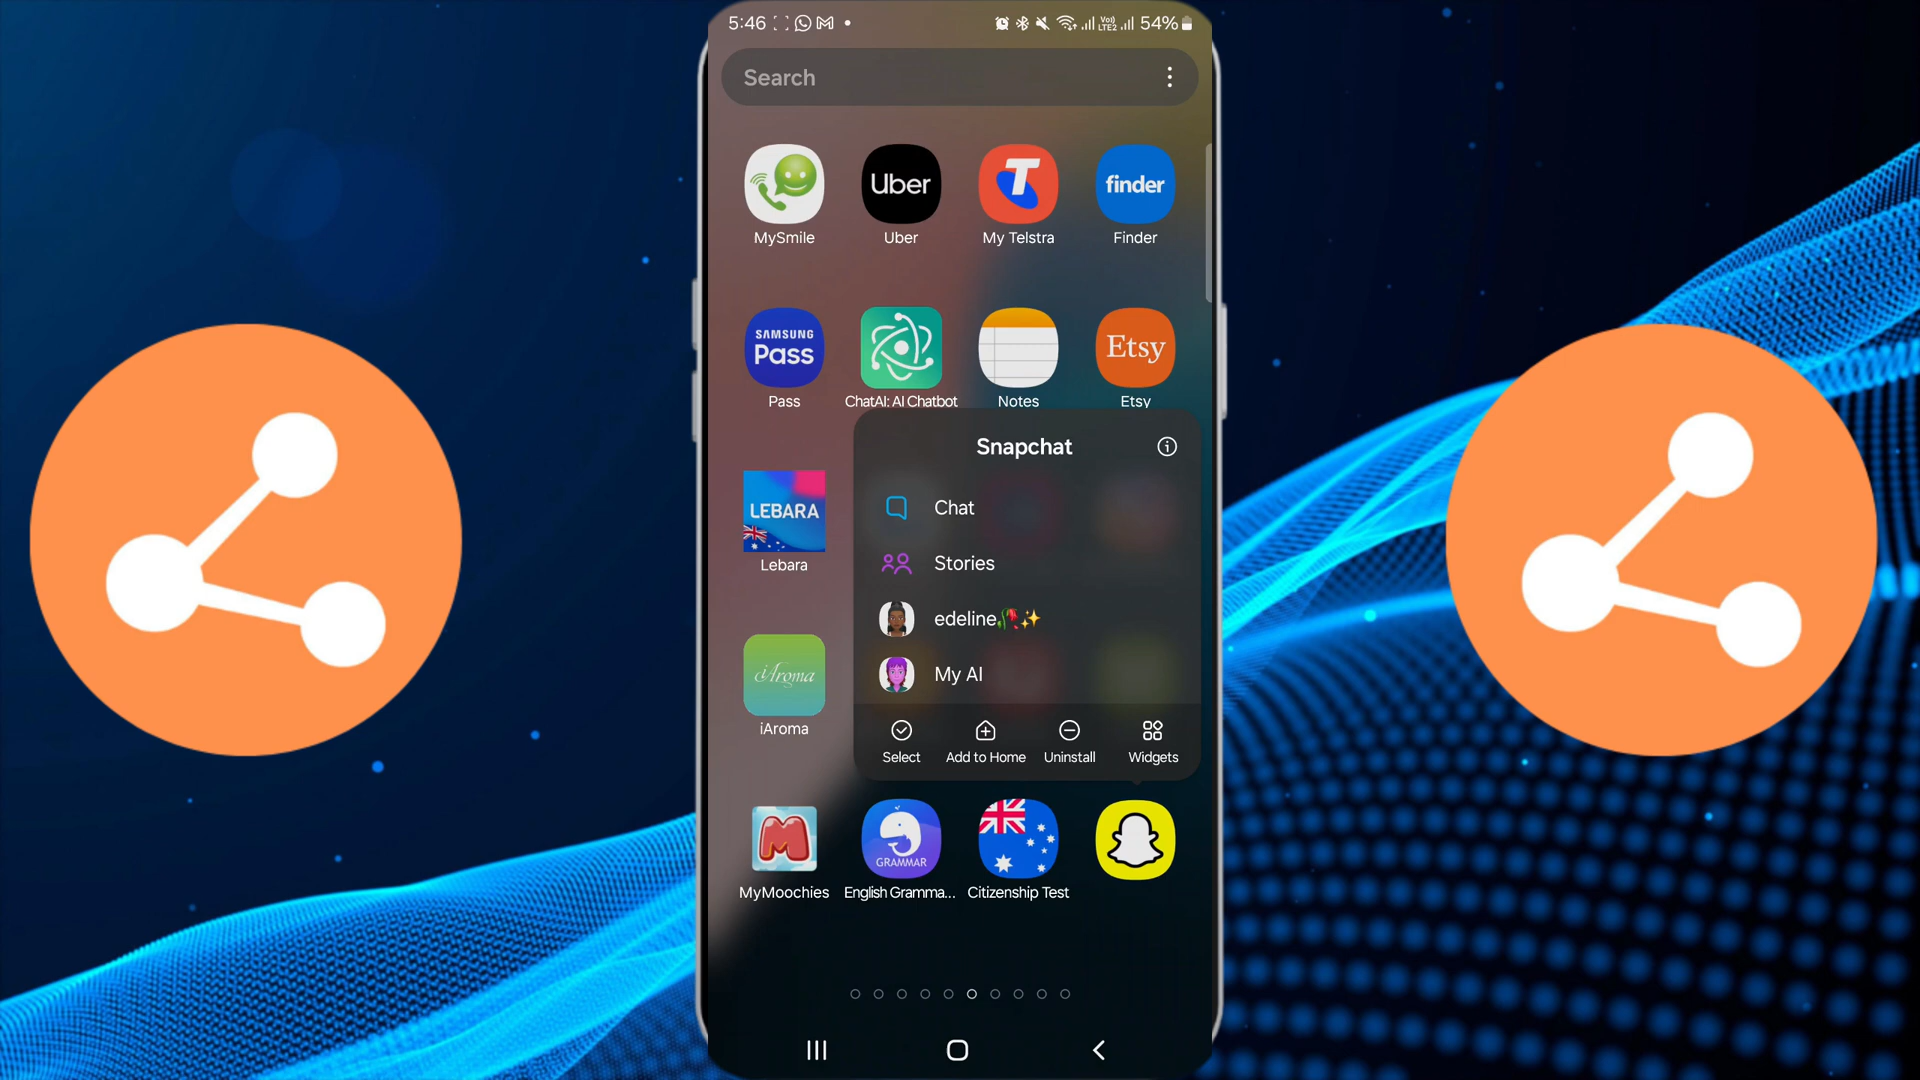 5:46
Vo)) LTE2 54%
Search
Uber
finder
MySmile
Uber
My Telstra
Finder
SAMSUNG
Pass
Etsy
Pass
ChatAI: AI Chatbot
Notes
Etsy
Snapchat
LEBARA
Lebara
Chat
Stories
edeline🥀✨
My AI
iAroma
iAroma
Select
Add to Home
Uninstall
Widgets
GRAMMAR
MyMoochies
English Gramma...
Citizenship Test